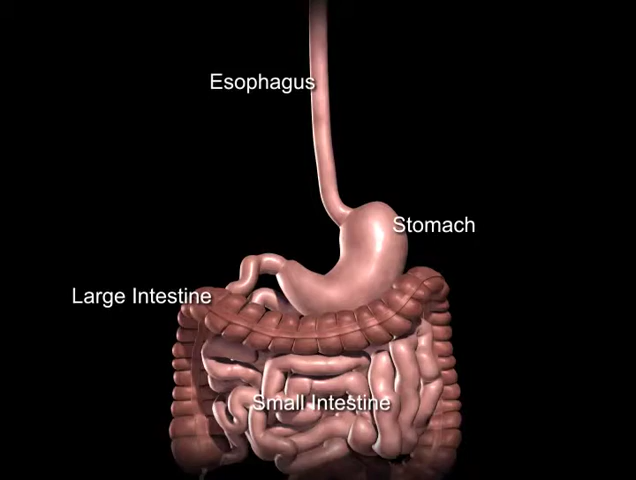 Esophagus
Stomach
Large Intestine
Small Intestine